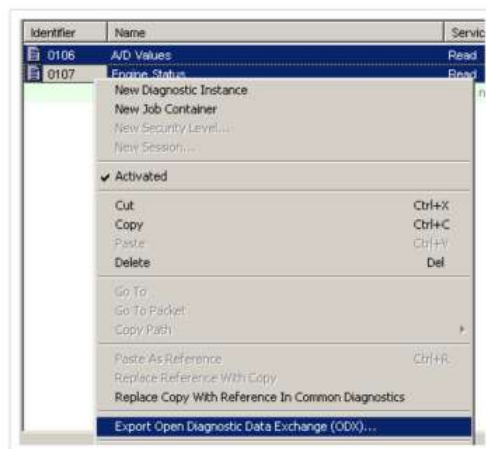 Identifier Name Servic
0106 A/D Values Read
0107 Engine Status Read
New Diagnostic Instance
New Job Container
New Security Level...
New Session...
Activated
Cut Ctrl+X
Copy Ctrl+C
Paste Ctrl+V
Delete Del
Go To
Go To Packet
Copy Path
Paste As Reference Ctrl+R
Replace Reference With Copy
Replace Copy With Reference In Common Diagnostics
Export Open Diagnostic Data Exchange (ODX)...